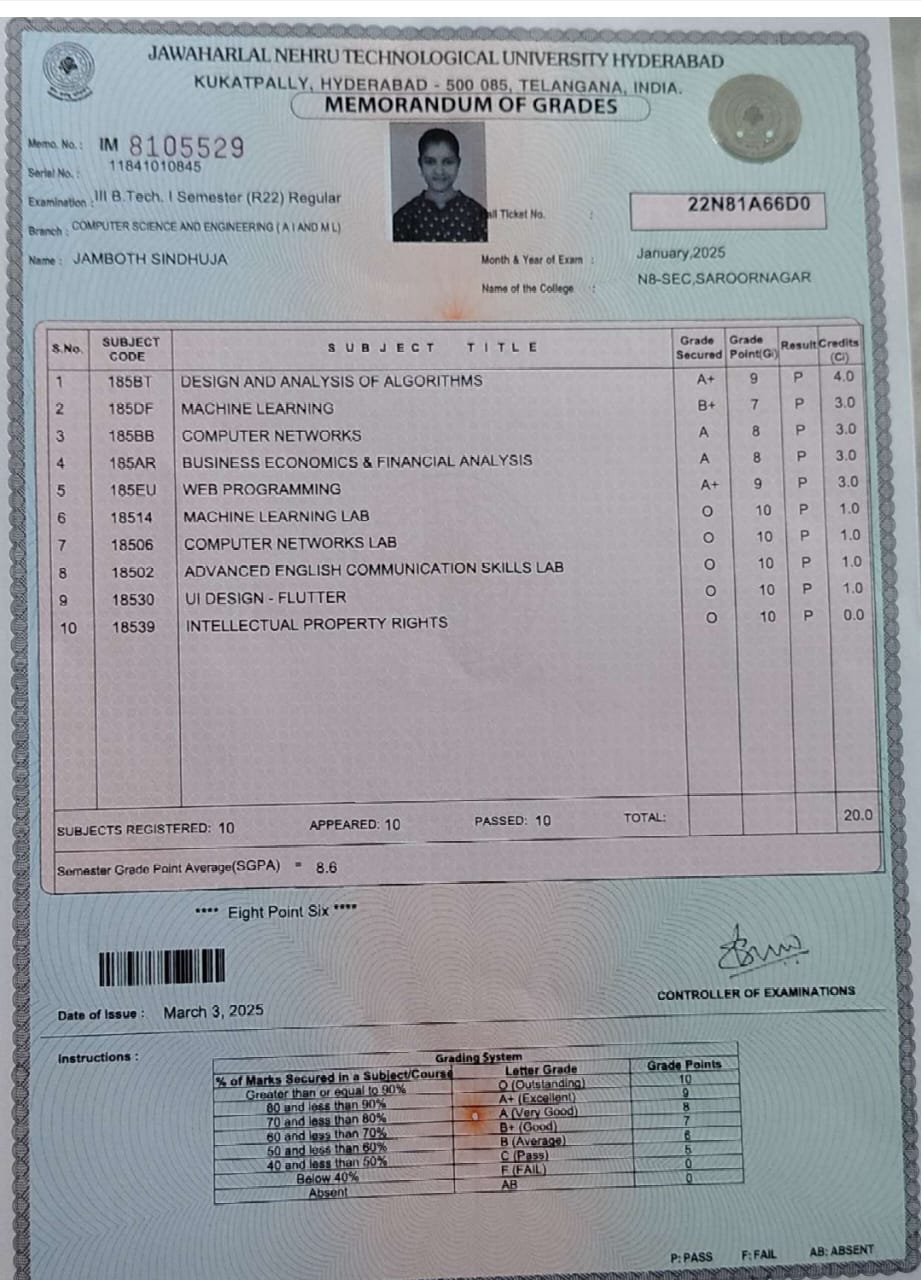 JAWAHARLAL NEHRU TECHNOLOGICAL UNIVERSITY HYDERABAD
KUKATPALLY, HYDERABAD - 500 085, TELANGANA, INDIA.
MEMORANDUM OF GRADES
Memo. No. : IM 8105529
Serial No. : 11841010845
Examination : III B.Tech. I Semester (R22) Regular
Hall Ticket No. : 22N81A66D0
Branch : COMPUTER SCIENCE AND ENGINEERING ( A I AND M L)
Name : JAMBOTH SINDHUJA
Month & Year of Exam : January,2025
Name of the College : N8-SEC,SAROORNAGAR
S.No. SUBJECT CODE SUBJECT TITLE Grade Secured Grade Point(Gi) Result Credits (Ci)
1 185BT DESIGN AND ANALYSIS OF ALGORITHMS A+ 9 P 4.0
2 185DF MACHINE LEARNING B+ 7 P 3.0
3 185BB COMPUTER NETWORKS A 8 P 3.0
4 185AR BUSINESS ECONOMICS & FINANCIAL ANALYSIS A 8 P 3.0
5 185EU WEB PROGRAMMING A+ 9 P 3.0
6 18514 MACHINE LEARNING LAB O 10 P 1.0
7 18506 COMPUTER NETWORKS LAB O 10 P 1.0
8 18502 ADVANCED ENGLISH COMMUNICATION SKILLS LAB O 10 P 1.0
9 18530 UI DESIGN - FLUTTER O 10 P 1.0
10 18539 INTELLECTUAL PROPERTY RIGHTS O 10 P 0.0
SUBJECTS REGISTERED: 10 APPEARED: 10 PASSED: 10 TOTAL: 20.0
Semester Grade Point Average(SGPA) = 8.6
**** Eight Point Six ****
CONTROLLER OF EXAMINATIONS
Date of Issue : March 3, 2025
Instructions :
Grading System
% of Marks Secured in a Subject/Course Letter Grade Grade Points
Greater than or equal to 90% O (Outstanding) 10
80 and less than 90% A+ (Excellent) 9
70 and less than 80% A (Very Good) 8
60 and less than 70% B+ (Good) 7
50 and less than 60% B (Average) 6
40 and less than 50% C (Pass) 5
Below 40% F (FAIL) 0
Absent AB 0
P: PASS F: FAIL AB: ABSENT